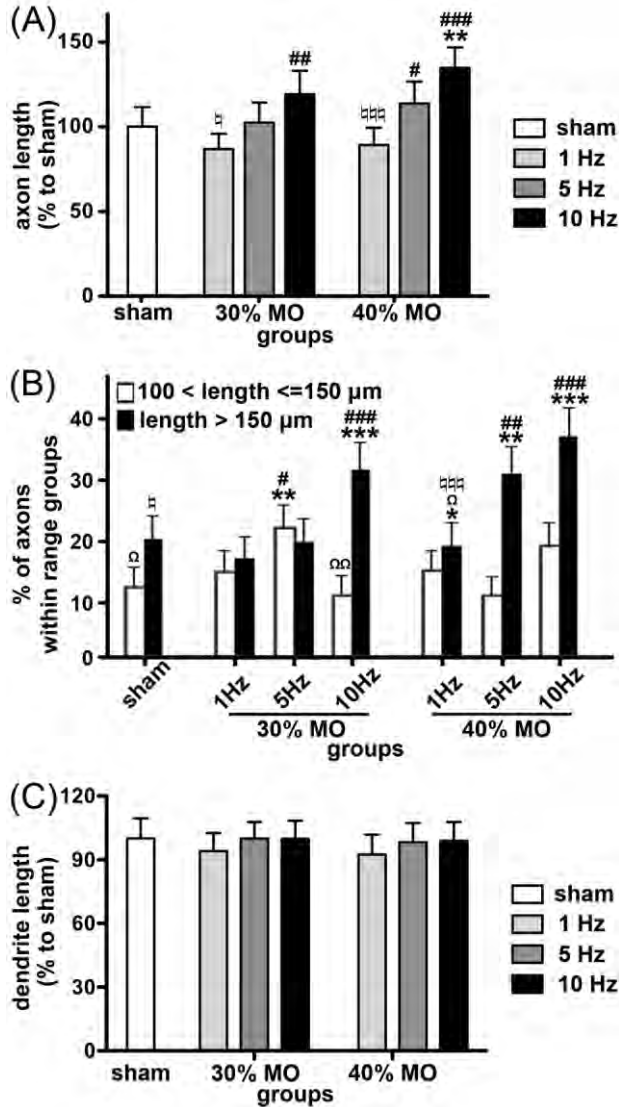 (A)
axon length
(% to sham)
150
100
50
0
♮
##
♮♮♮
#
###
**
sham
1 Hz
5 Hz
10 Hz
sham
30% MO
40% MO
groups
(B)
100 < length <=150 μm
length > 150 μm
% of axons
within range groups
40
30
20
10
0
Ω
♮
#
**
ΩΩ
###
***
♮♮♮
Ω
*
##
**
###
***
sham
1Hz
5Hz
10Hz
1Hz
5Hz
10Hz
30% MO
40% MO
groups
(C)
dendrite length
(% to sham)
120
90
60
30
0
sham
1 Hz
5 Hz
10 Hz
sham
30% MO
40% MO
groups